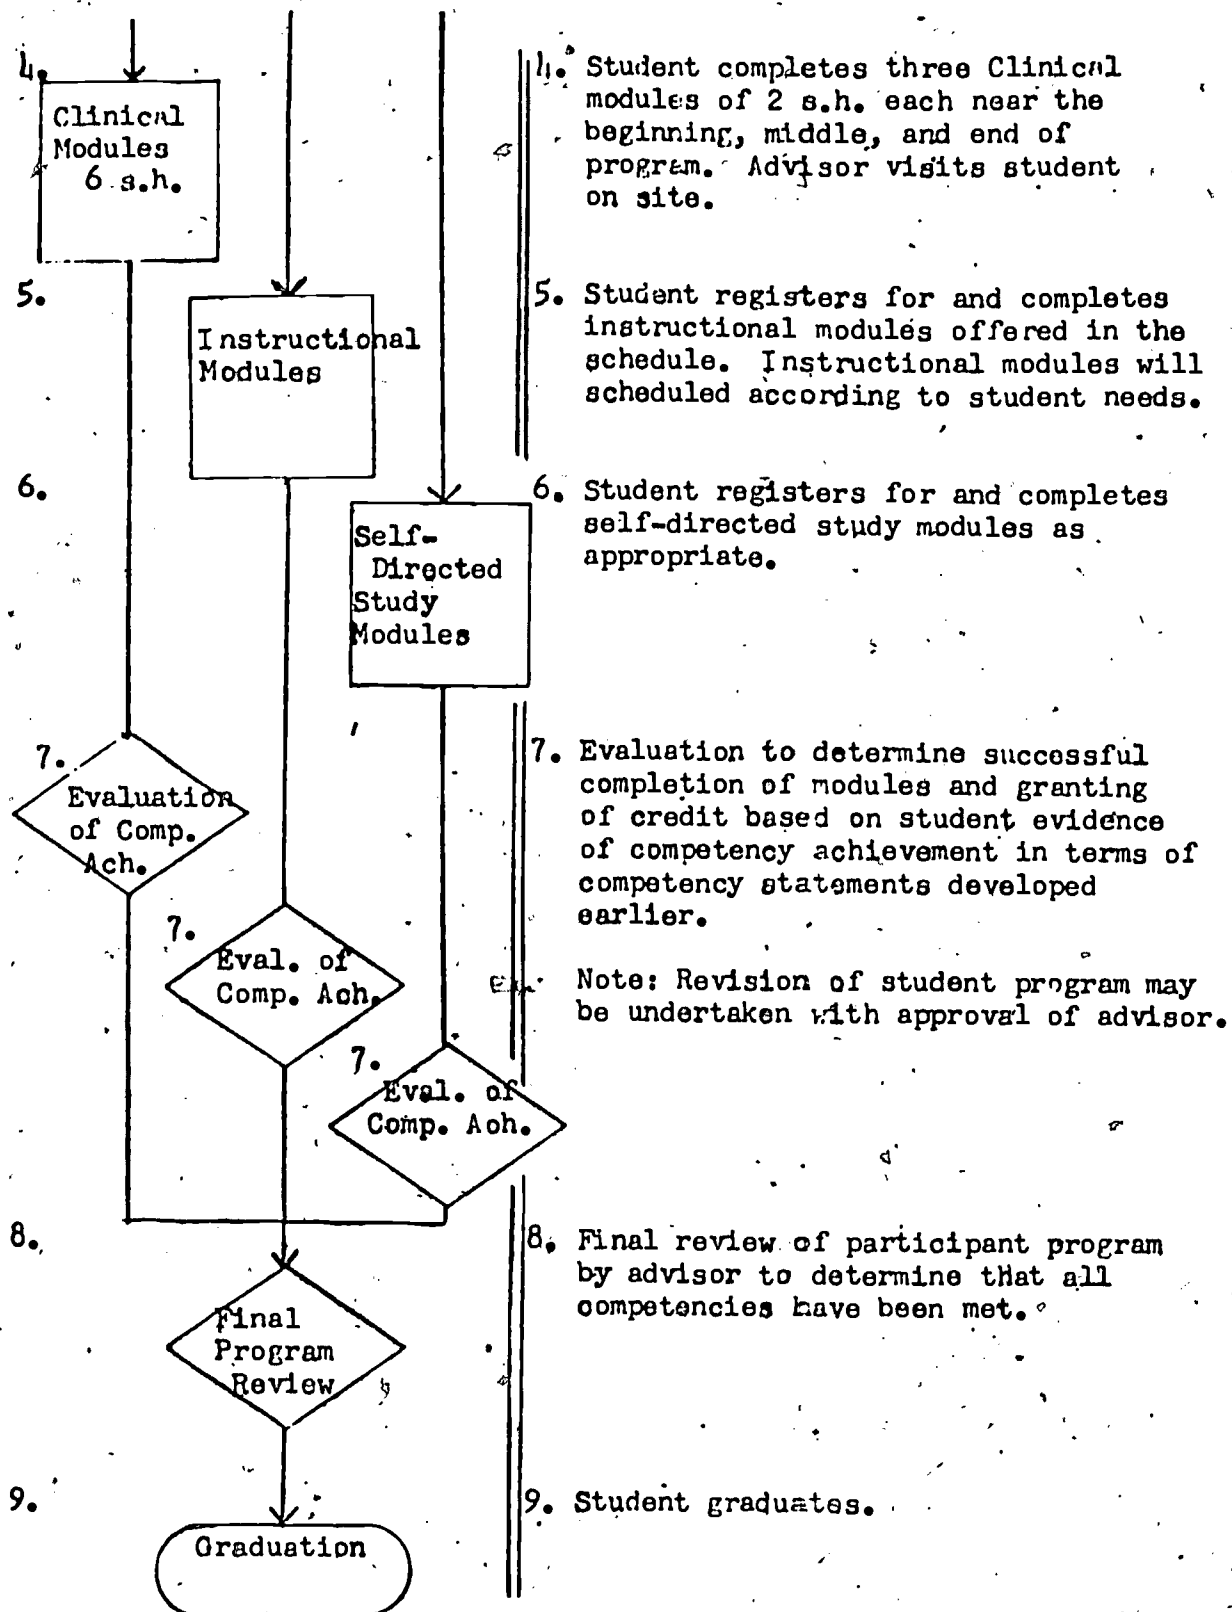 4.
Clinical
Modules
6 s.h.
4. Student completes three Clinical
modules of 2 s.h. each near the
beginning, middle, and end of
program. Advisor visits student
on site.
5.
Instructional
Modules
5. Student registers for and completes
instructional modules offered in the
schedule. Instructional modules will
scheduled according to student needs.
6.
Self-
Directed
Study
Modules
6. Student registers for and completes
self-directed study modules as
appropriate.
7.
Evaluation
of Comp.
Ach.
7. Evaluation to determine successful
completion of modules and granting
of credit based on student evidence
of competency achievement in terms of
competency statements developed
earlier.
7.
Eval. of
Comp. Ach.
Note: Revision of student program may
be undertaken with approval of advisor.
7.
Eval. of
Comp. Ach.
8.
Final
Program
Review
8. Final review of participant program
by advisor to determine that all
competencies have been met.
9.
Graduation
9. Student graduates.